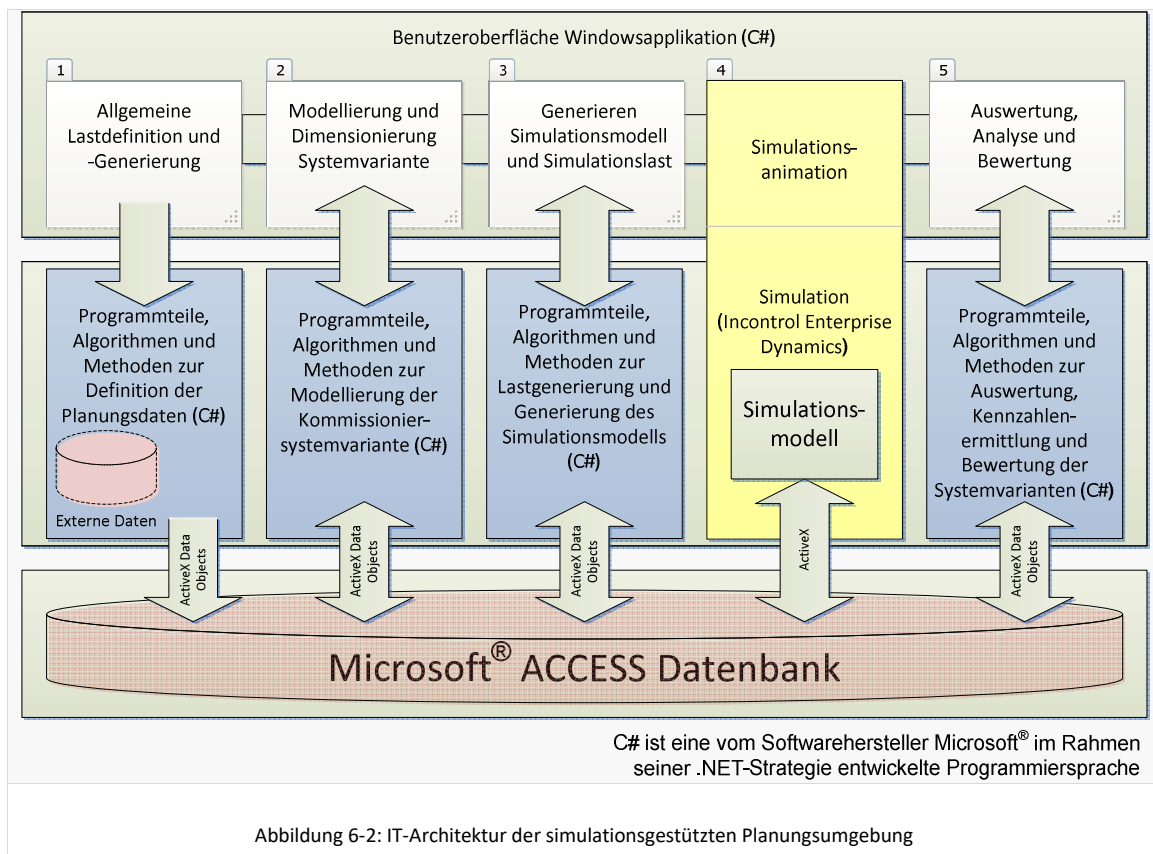 Benutzeroberfläche Windowsapplikation (C#)
1
Allgemeine
Lastdefinition und
-Generierung
2
Modellierung und
Dimensionierung
Systemvariante
3
Generieren
Simulationsmodell
und Simulationslast
4
Simulations-
animation
5
Auswertung,
Analyse und
Bewertung
Programmteile,
Algorithmen und
Methoden zur
Definition der
Planungsdaten (C#)
Externe Daten
Programmteile,
Algorithmen und
Methoden zur
Modellierung der
Kommissionier-
systemvariante (C#)
Programmteile,
Algorithmen und
Methoden zur
Lastgenerierung und
Generierung des
Simulationsmodells
(C#)
Simulation
(Incontrol Enterprise
Dynamics)
Simulations-
modell
Programmteile,
Algorithmen und
Methoden zur
Auswertung,
Kennzahlen-
ermittlung und
Bewertung der
Systemvarianten (C#)
ActiveX Data
Objects
ActiveX Data
Objects
ActiveX Data
Objects
ActiveX
ActiveX Data
Objects
Microsoft® ACCESS Datenbank
C# ist eine vom Softwarehersteller Microsoft® im Rahmen
seiner .NET-Strategie entwickelte Programmiersprache
Abbildung 6-2: IT-Architektur der simulationsgestützten Planungsumgebung